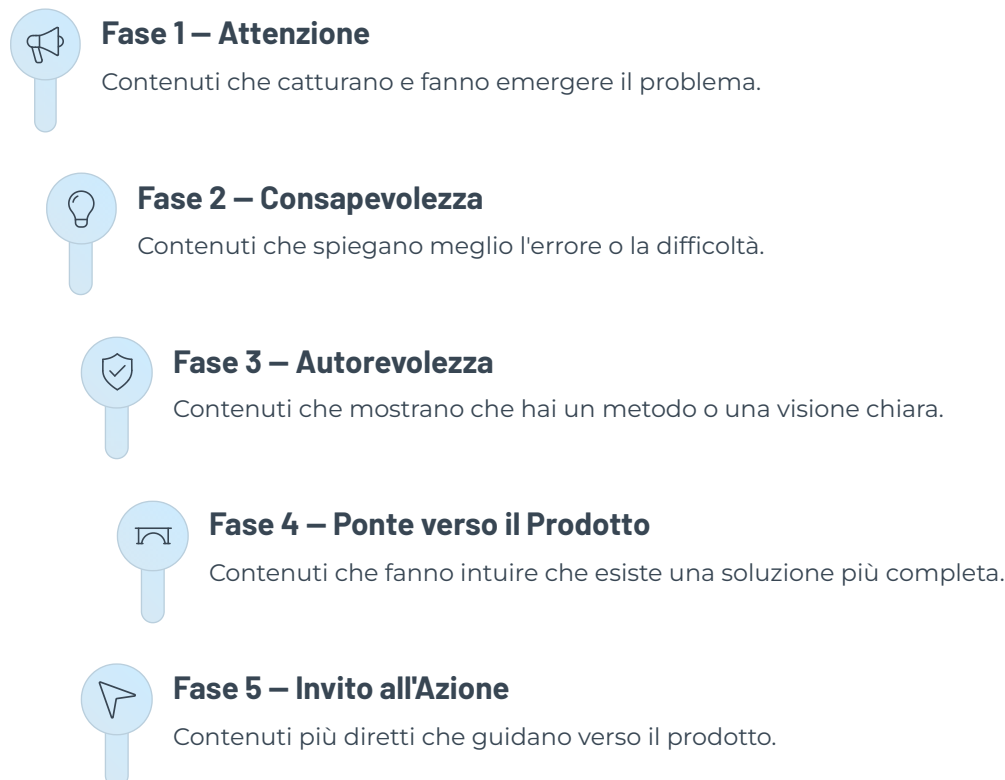 Fase 1 – Attenzione
Contenuti che catturano e fanno emergere il problema.
Fase 2 – Consapevolezza
Contenuti che spiegano meglio l'errore o la difficoltà.
Fase 3 – Autorevolezza
Contenuti che mostrano che hai un metodo o una visione chiara.
Fase 4 – Ponte verso il Prodotto
Contenuti che fanno intuire che esiste una soluzione più completa.
Fase 5 – Invito all'Azione
Contenuti più diretti che guidano verso il prodotto.